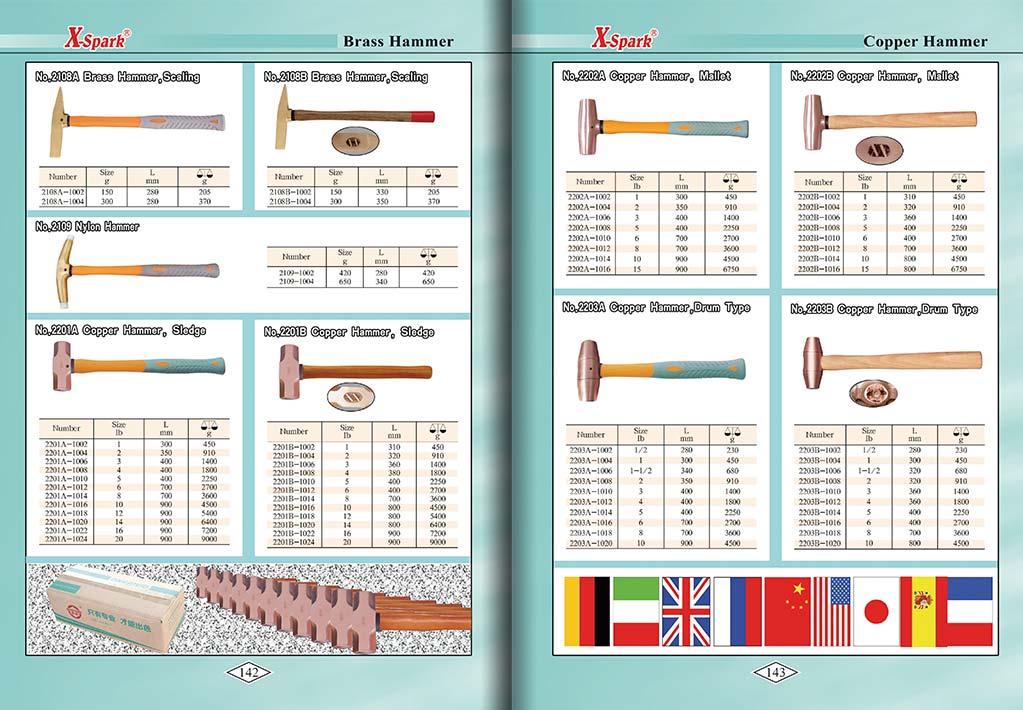 X-Spark®
Brass Hammer
No,2108A Brass Hammer,Scaling
Number Size g L mm g
2108A-1002 150 280 205
2108A-1004 300 280 370
No,2108B Brass Hammer,Scaling
Number Size g L mm g
2108B-1002 150 330 205
2108B-1004 300 350 370
No,2109 Nylon Hammer
Number Size g L mm g
2109-1002 420 280 420
2109-1004 650 340 650
No,2201A Copper Hammer, Sledge
Number Size lb L mm g
2201A-1002 1 300 450
2201A-1004 2 350 910
2201A-1006 3 400 1400
2201A-1008 4 400 1800
2201A-1010 5 400 2250
2201A-1012 6 700 2700
2201A-1014 8 700 3600
2201A-1016 10 900 4500
2201A-1018 12 900 5400
2201A-1020 14 900 6400
2201A-1022 16 900 7200
2201A-1024 20 900 9000
No,2201B Copper Hammer, Sledge
Number Size lb L mm g
2201B-1002 1 310 450
2201B-1004 2 320 910
2201B-1006 3 360 1400
2201B-1008 4 380 1800
2201B-1010 5 400 2250
2201B-1012 6 400 2700
2201B-1014 8 700 3600
2201B-1016 10 800 4500
2201B-1018 12 800 5400
2201B-1020 14 800 6400
2201B-1022 16 900 7200
2201B-1024 20 900 9000
只有专业 才能出色
142
X-Spark®
Copper Hammer
No,2202A Copper Hammer, Mallet
Number Size lb L mm g
2202A-1002 1 300 450
2202A-1004 2 350 910
2202A-1006 3 400 1400
2202A-1008 5 400 2250
2202A-1010 6 700 2700
2202A-1012 8 700 3600
2202A-1014 10 900 4500
2202A-1016 15 900 6750
No,2202B Copper Hammer, Mallet
Number Size lb L mm g
2202B-1002 1 310 450
2202B-1004 2 320 910
2202B-1006 3 360 1400
2202B-1008 5 400 2250
2202B-1010 6 400 2700
2202B-1012 8 700 3600
2202B-1014 10 800 4500
2202B-1016 15 800 6750
No,2203A Copper Hammer,Drum Type
Number Size lb L mm g
2203A-1002 1/2 280 230
2203A-1004 1 300 450
2203A-1006 1-1/2 340 680
2203A-1008 2 350 910
2203A-1010 3 400 1400
2203A-1012 4 400 1800
2203A-1014 5 400 2250
2203A-1016 6 700 2700
2203A-1018 8 700 3600
2203A-1020 10 900 4500
No,2203B Copper Hammer,Drum Type
Number Size lb L mm g
2203B-1002 1/2 280 230
2203B-1004 1 300 450
2203B-1006 1-1/2 320 680
2203B-1008 2 320 910
2203B-1010 3 360 1400
2203B-1012 4 360 1800
2203B-1014 5 400 2250
2203B-1016 6 400 2700
2203B-1018 8 700 3600
2203B-1020 10 800 4500
143